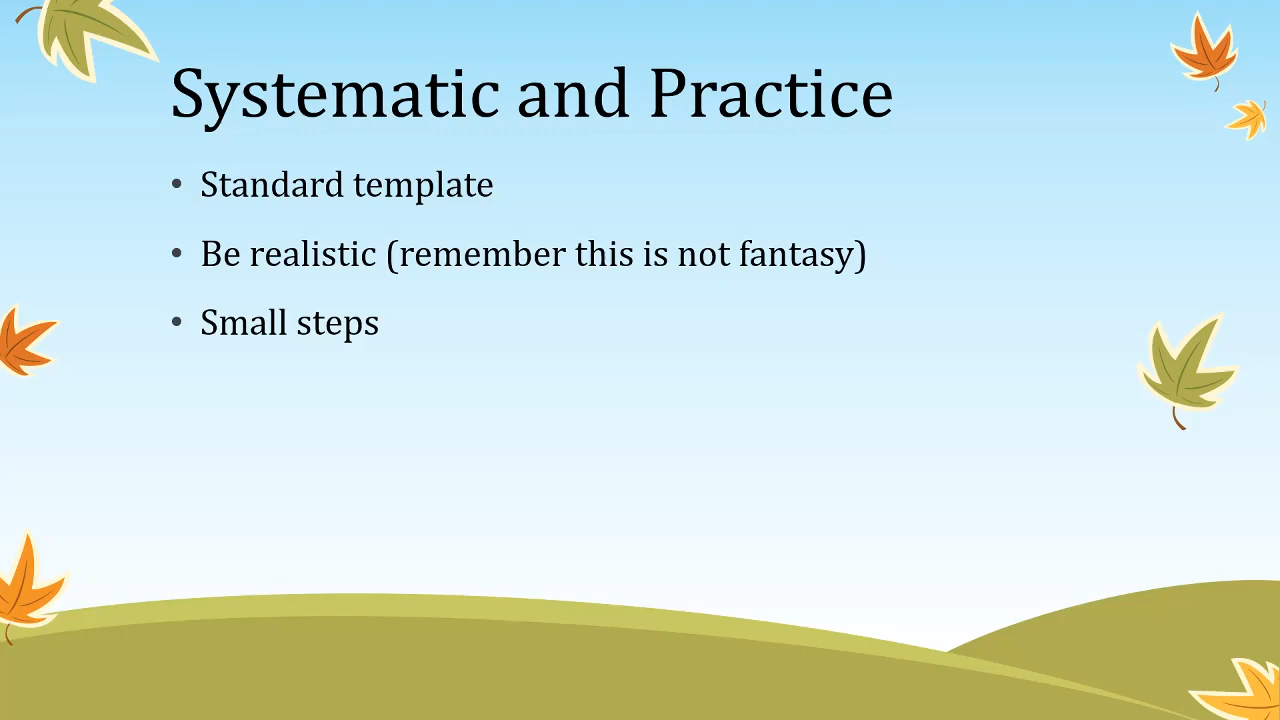 Systematic and Practice
• Standard template
• Be realistic (remember this is not fantasy)
• Small steps